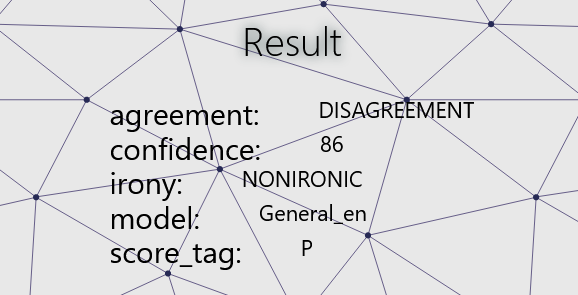 Result
agreement: DISAGREEMENT
confidence: 86
irony: NONIRONIC
model: General_en
score_tag: P